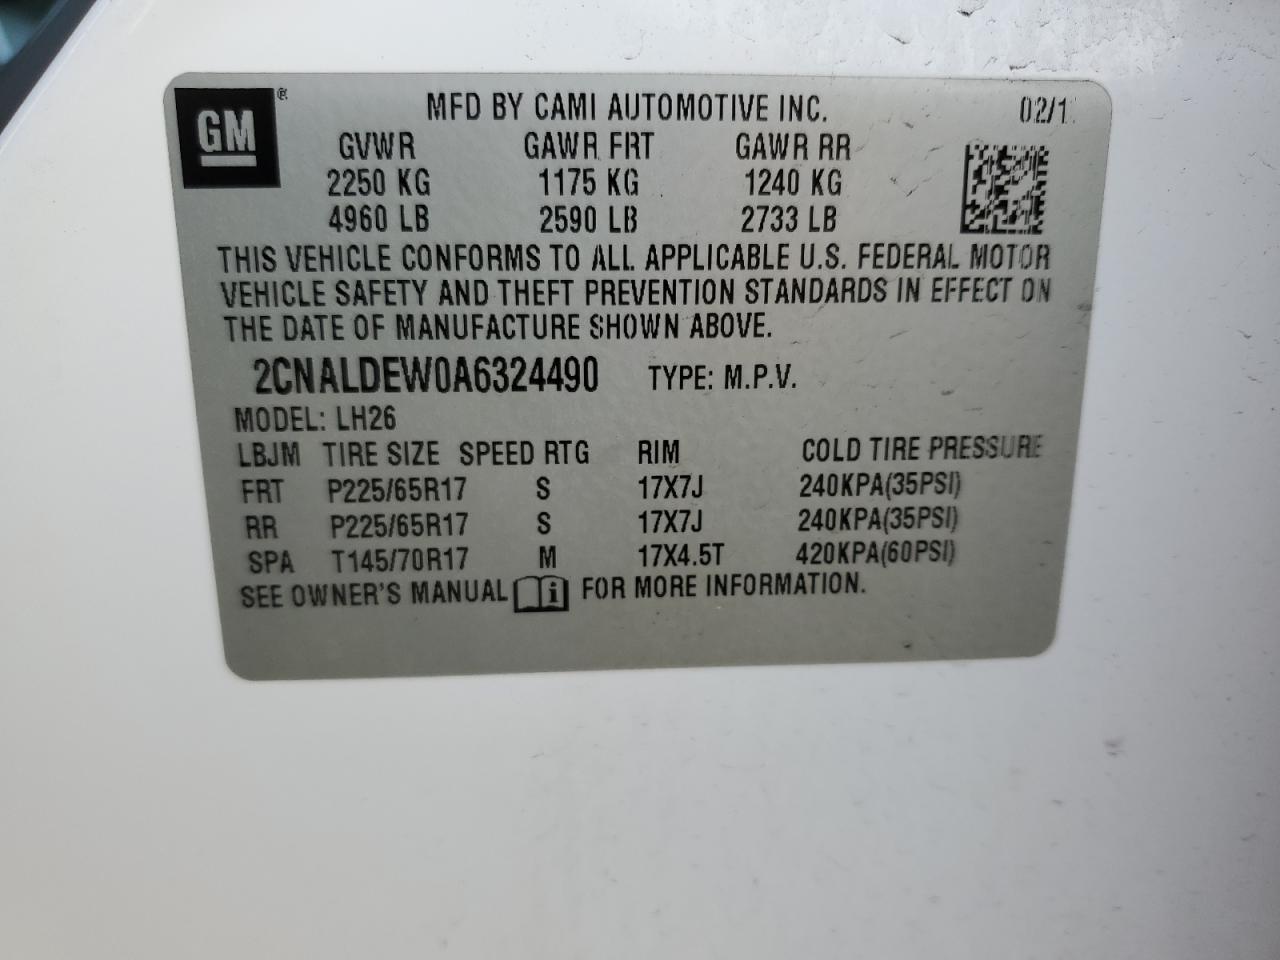 GM ®
MFD BY CAMI AUTOMOTIVE INC. 02/1
GVWR GAWR FRT GAWR RR
2250 KG 1175 KG 1240 KG
4960 LB 2590 LB 2733 LB
THIS VEHICLE CONFORMS TO ALL APPLICABLE U.S. FEDERAL MOTOR
VEHICLE SAFETY AND THEFT PREVENTION STANDARDS IN EFFECT ON
THE DATE OF MANUFACTURE SHOWN ABOVE.
2CNALDEW0A6324490 TYPE: M.P.V.
MODEL: LH26
LBJM TIRE SIZE SPEED RTG RIM COLD TIRE PRESSURE
FRT P225/65R17 S 17X7J 240KPA(35PSI)
RR P225/65R17 S 17X7J 240KPA(35PSI)
SPA T145/70R17 M 17X4.5T 420KPA(60PSI)
SEE OWNER'S MANUAL i FOR MORE INFORMATION.